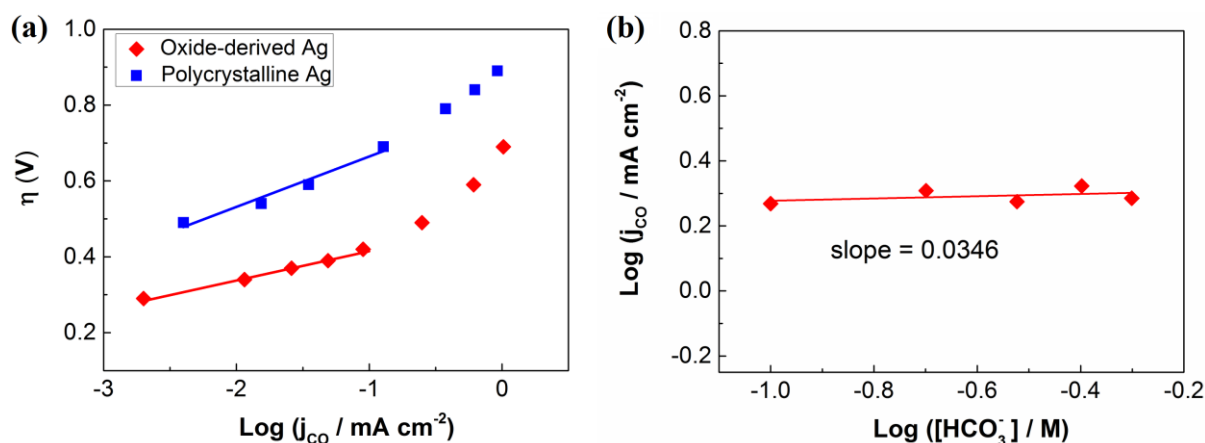 (a)
1.0
0.8
0.6
0.4
0.2
η (V)
Oxide-derived Ag
Polycrystalline Ag
-3 -2 -1 0
Log (j_CO / mA cm⁻²)
(b)
0.8
0.6
0.4
0.2
0.0
-0.2
Log (j_CO / mA cm⁻²)
slope = 0.0346
-1.0 -0.8 -0.6 -0.4 -0.2
Log ([HCO₃⁻] / M)